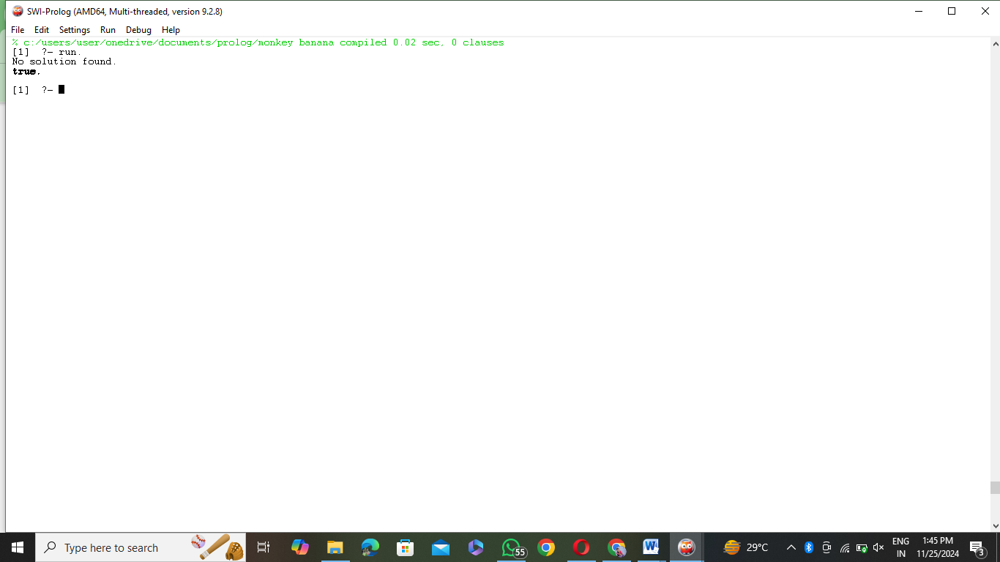 SWI-Prolog (AMD64, Multi-threaded, version 9.2.8)
File Edit Settings Run Debug Help
% c:/users/user/onedrive/documents/prolog/monkey banana compiled 0.02 sec, 0 clauses
[1]  ?- run.
No solution found.
true.
[1]  ?-
Type here to search
55
29°C
ENG
IN
1:45 PM
11/25/2024
3